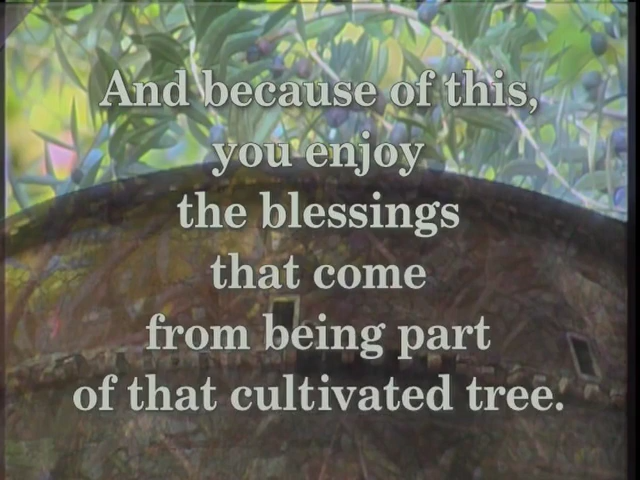 And because of this,
you enjoy
the blessings
that come
from being part
of that cultivated tree.